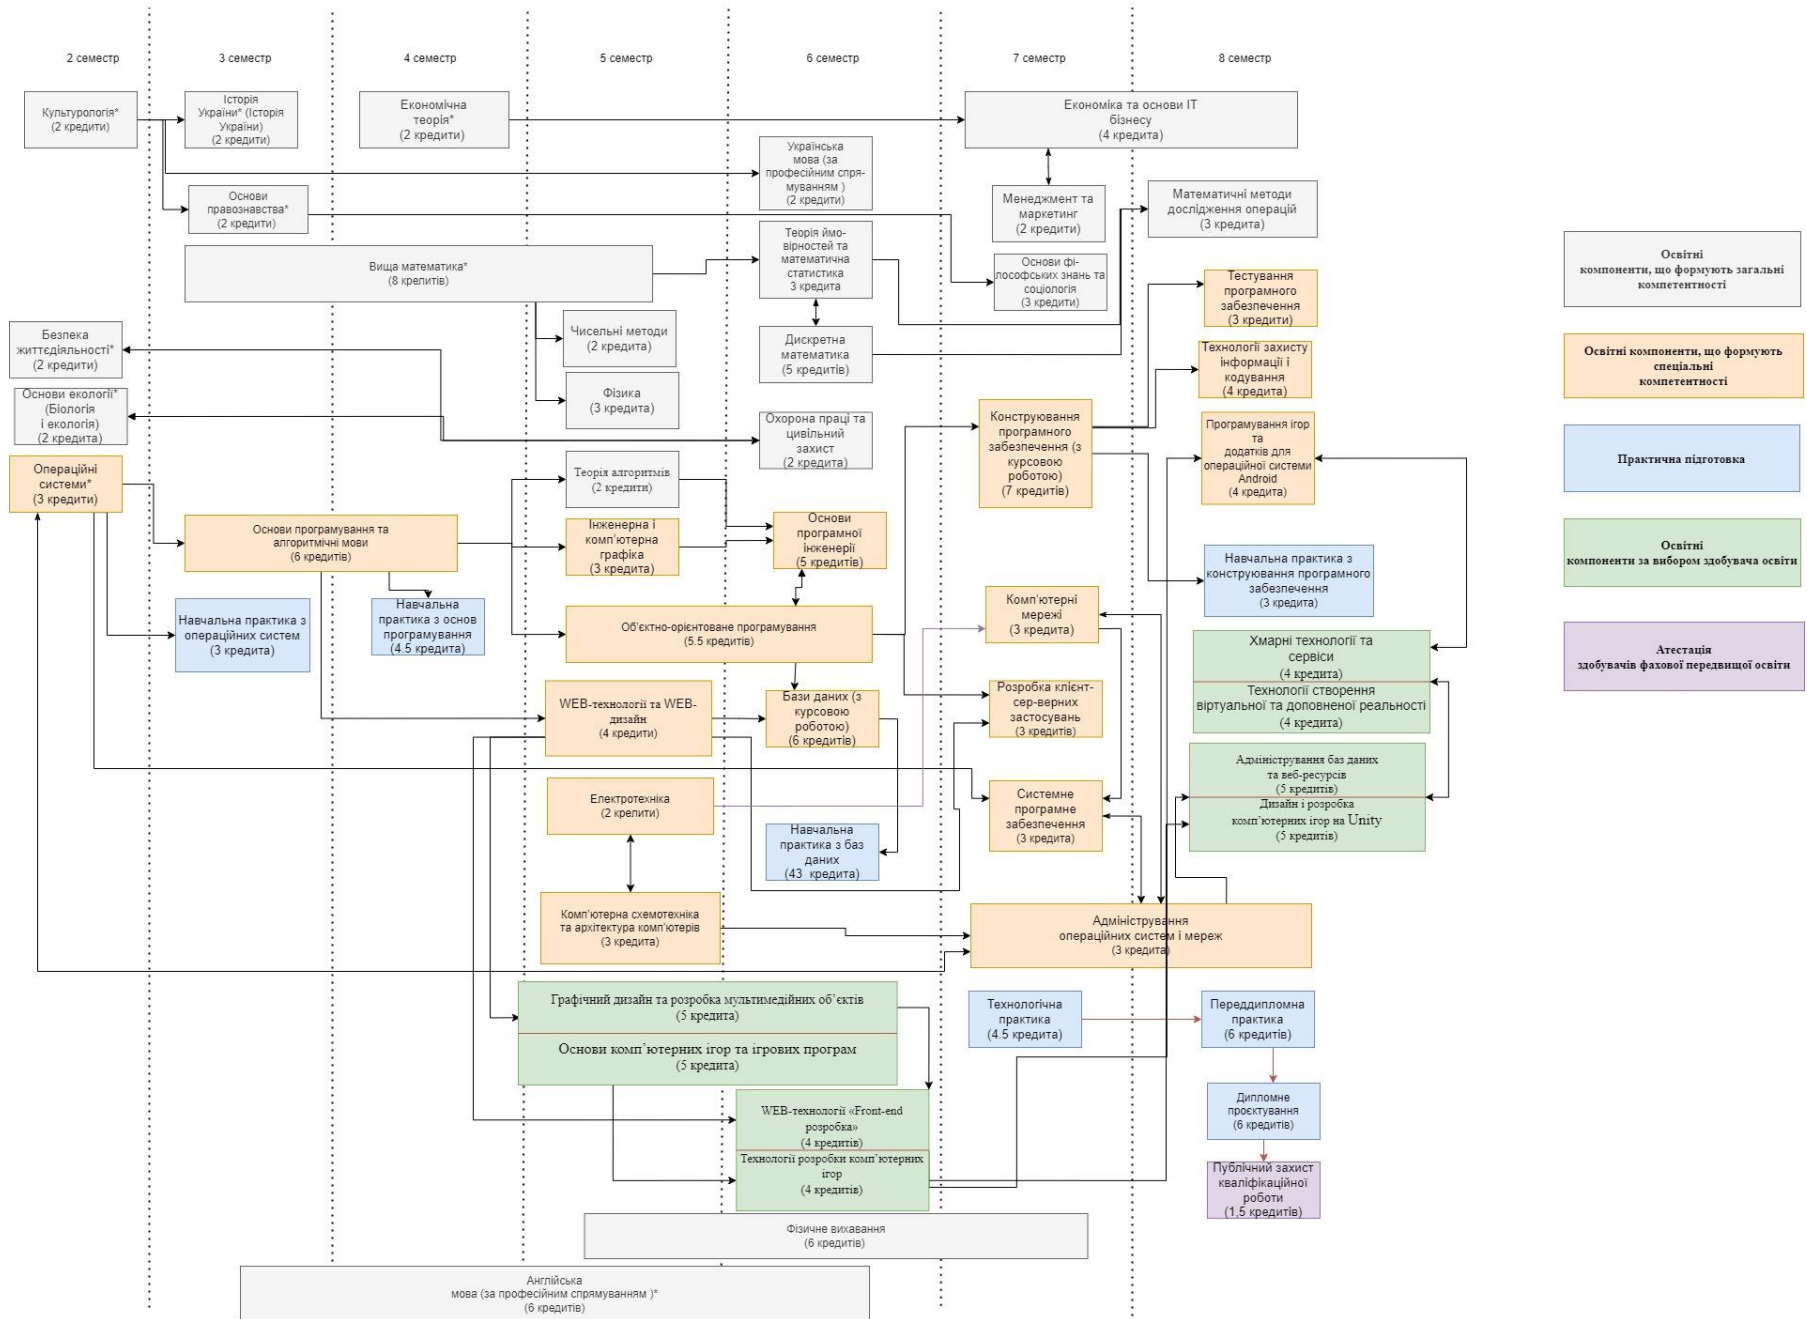 2 семестр
3 семестр
4 семестр
5 семестр
6 семестр
7 семестр
8 семестр
Культурологія*
(2 кредити)
Історія
України* (Історія
України)
(2 кредити)
Економічна
теорія*
(2 кредити)
Економіка та основи ІТ
бізнесу
(4 кредита)
Українська
мова (за
професійним спря-
муванням )
(2 кредити)
Основи
правознавства*
(2 кредити)
Менеджмент та
маркетинг
(2 кредити)
Математичні методи
дослідження операцій
(3 кредита)
Вища математика*
(8 крелитів)
Теорія ймо-
вірностей та
математична
статистика
3 кредита
Основи фі-
лософських знань та
соціологія
(3 кредити)
Тестування
програмного
забезпечення
(3 кредити)
Безпека
життєдіяльності*
(2 кредити)
Чисельні методи
(2 кредита)
Дискретна
математика
(5 кредитів)
Технології захисту
інформації і
кодування
(4 кредита)
Основи екології*
(Біологія
і екологія)
(2 кредита)
Фізика
(3 кредита)
Охорона праці та
цивільний
захист
(2 кредита)
Конструювання
програмного
забезпечення (з
курсовою
роботою)
(7 кредитів)
Програмування ігор
та
додатків для
операційної системи
Android
(4 кредита)
Операційні
системи*
(3 кредити)
Теорія алгоритмів
(2 кредити)
Основи програмування та
алгоритмічні мови
(6 кредитів)
Інженерна і
комп’ютерна
графіка
(3 кредита)
Основи
програмної
інженерії
(5 кредитів)
Навчальна практика з
конструювання програмного
забезпечення
(3 кредита)
Навчальна практика з
операційних систем
(3 кредита)
Навчальна
практика з основ
програмування
(4.5 кредита)
Об’єктно-орієнтоване програмування
(5.5 кредитів)
Комп’ютерні
мережі
(3 кредита)
Хмарні технології та
сервіси
(4 кредита)
Технології створення
віртуальної та доповненої реальності
(4 кредита)
WEB-технології та WEB-
дизайн
(4 кредити)
Бази даних (з
курсовою
роботою)
(6 кредитів)
Розробка клієнт-
сер-верних
застосувань
(3 кредитів)
Адміністрування баз даних
та веб-ресурсів
(5 кредитів)
Дизайн і розробка
комп’ютерних ігор на Unity
(5 кредитів)
Електротехніка
(2 крелити)
Навчальна
практика з баз
даних
(43 кредита)
Системне
програмне
забезпечення
(3 кредита)
Комп’ютерна схемотехніка
та архітектура комп’ютерів
(3 кредита)
Адміністрування
операційних систем і мереж
(3 кредита)
Графічний дизайн та розробка мультимедійних об’єктів
(5 кредита)
Основи комп’ютерних ігор та ігрових програм
(5 кредита)
Технологічна
практика
(4.5 кредита)
Переддипломна
практика
(6 кредитів)
WEB-технології «Front-end
розробка»
(4 кредитів)
Технології розробки комп’ютерних
ігор
(4 кредитів)
Дипломне
проєктування
(6 кредитів)
Публічний захист
кваліфікаційної
роботи
(1,5 кредитів)
Фізичне вихавання
(6 кредитів)
Англійська
мова (за професійним спрямуванням )*
(6 кредитів)
Освітні
компоненти, що формують загальні
компетентності
Освітні компоненти, що формують
спеціальні
компетентності
Практична підготовка
Освітні
компоненти за вибором здобувача освіти
Атестація
здобувачів фахової передвищої освіти